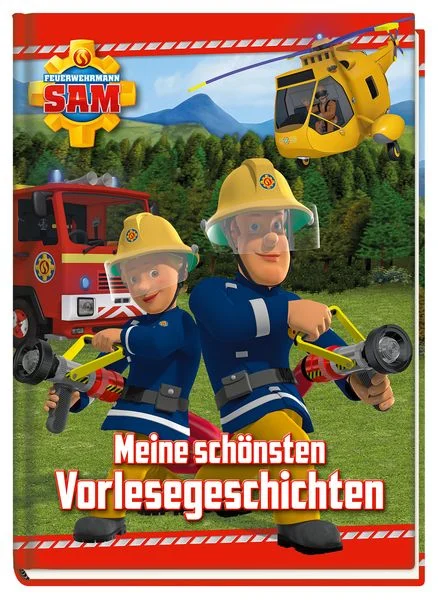 FEUERWEHRMANN
SAM
Meine schönsten
Vorlesegeschichten